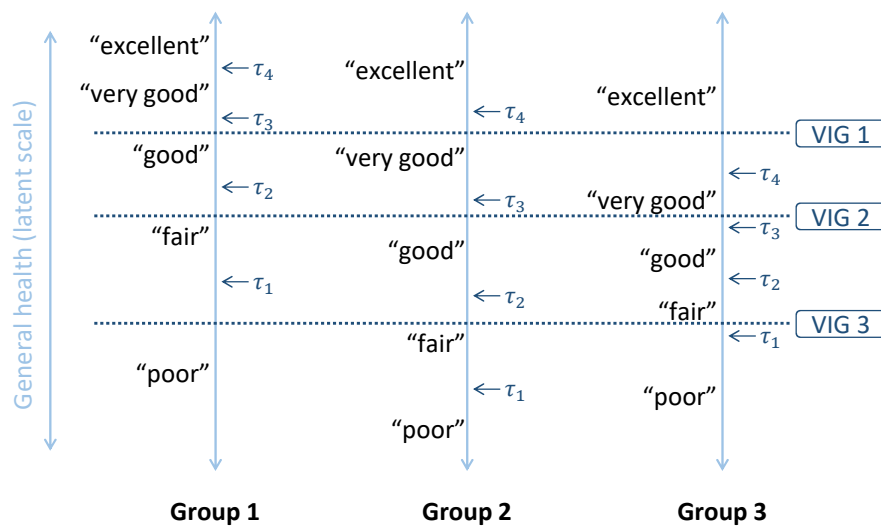 General health (latent scale)
“excellent”
τ4
“very good”
τ3
“good”
τ2
“fair”
τ1
“poor”
Group 1
“excellent”
τ4
“very good”
τ3
“good”
τ2
“fair”
τ1
“poor”
Group 2
“excellent”
τ4
“very good”
τ3
“good”
τ2
“fair”
τ1
“poor”
Group 3
VIG 1
VIG 2
VIG 3